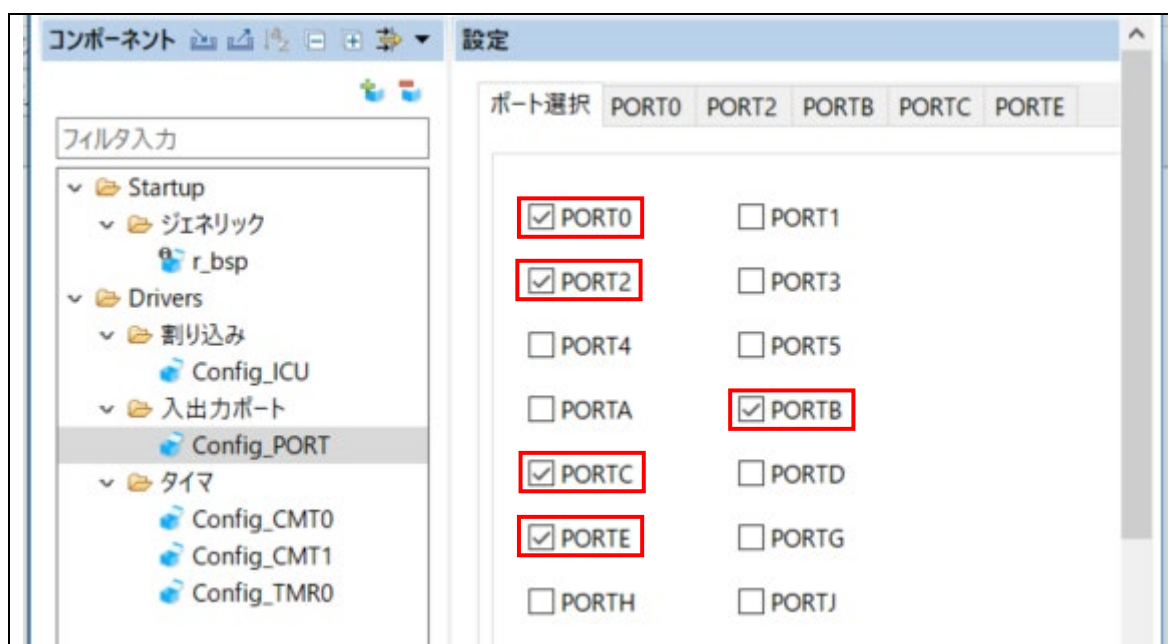 コンポーネント
フィルタ入力
Startup
ジェネリック
r_bsp
Drivers
割り込み
Config_ICU
入出力ポート
Config_PORT
タイマ
Config_CMT0
Config_CMT1
Config_TMR0
設定
ポート選択 PORT0 PORT2 PORTB PORTC PORTE
PORT0 PORT1
PORT2 PORT3
PORT4 PORT5
PORTA PORTB
PORTC PORTD
PORTE PORTG
PORTH PORTJ